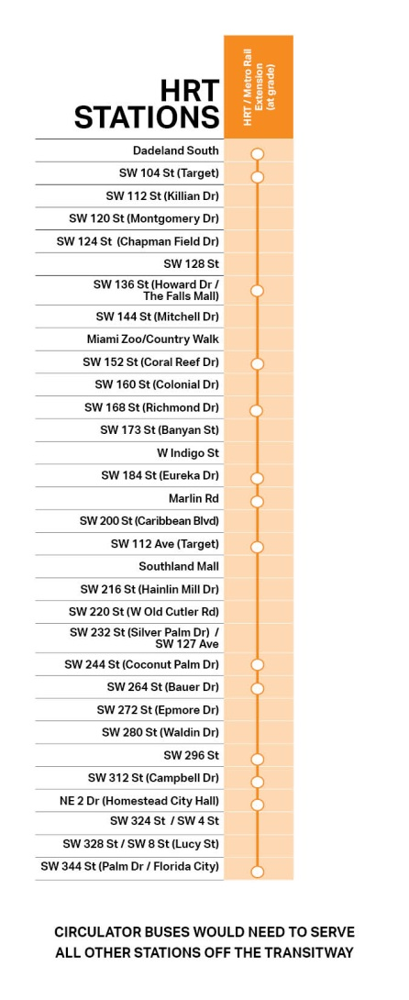 HRT
STATIONS
HRT / Metro Rail
Extension
(at grade)
Dadeland South
SW 104 St (Target)
SW 112 St (Killian Dr)
SW 120 St (Montgomery Dr)
SW 124 St (Chapman Field Dr)
SW 128 St
SW 136 St (Howard Dr /
The Falls Mall)
SW 144 St (Mitchell Dr)
Miami Zoo/Country Walk
SW 152 St (Coral Reef Dr)
SW 160 St (Colonial Dr)
SW 168 St (Richmond Dr)
SW 173 St (Banyan St)
W Indigo St
SW 184 St (Eureka Dr)
Marlin Rd
SW 200 St (Caribbean Blvd)
SW 112 Ave (Target)
Southland Mall
SW 216 St (Hainlin Mill Dr)
SW 220 St (W Old Cutler Rd)
SW 232 St (Silver Palm Dr) /
SW 127 Ave
SW 244 St (Coconut Palm Dr)
SW 264 St (Bauer Dr)
SW 272 St (Epmore Dr)
SW 280 St (Waldin Dr)
SW 296 St
SW 312 St (Campbell Dr)
NE 2 Dr (Homestead City Hall)
SW 324 St / SW 4 St
SW 328 St / SW 8 St (Lucy St)
SW 344 St (Palm Dr / Florida City)
CIRCULATOR BUSES WOULD NEED TO SERVE
ALL OTHER STATIONS OFF THE TRANSITWAY